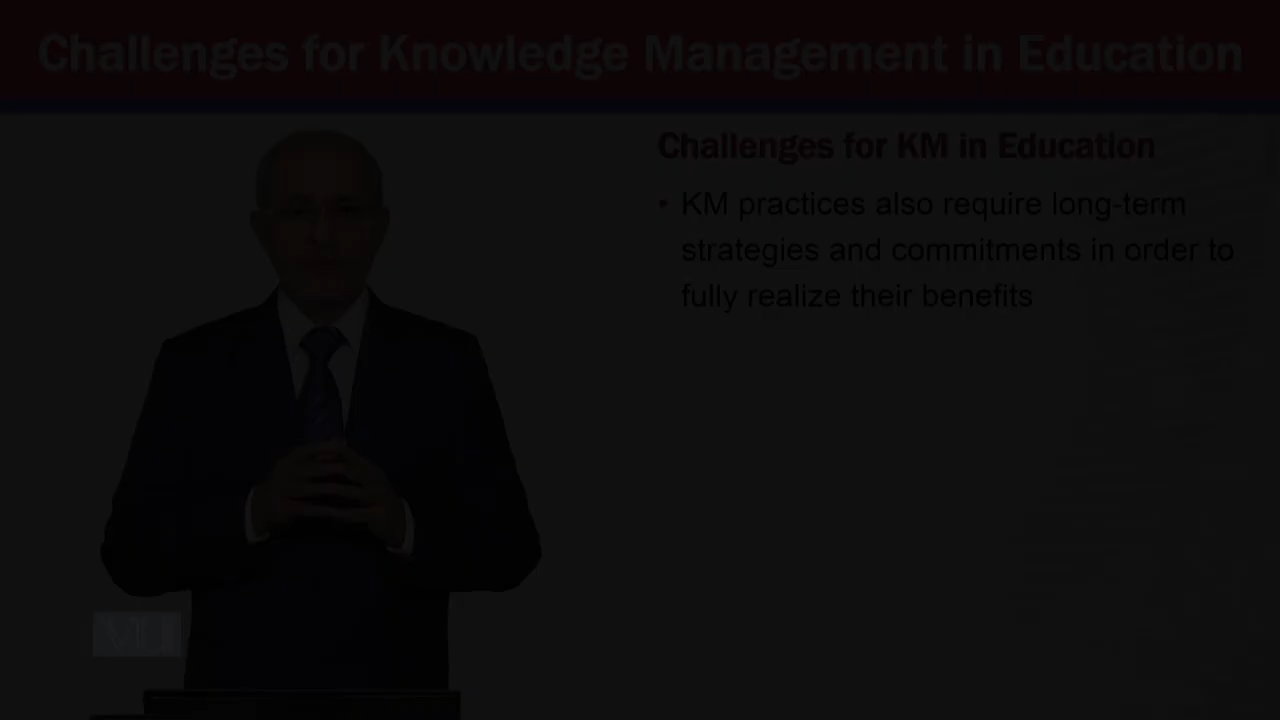 Challenges for Knowledge Management in Education
Challenges for KM in Education
• KM practices also require long-term
strategies and commitments in order to
fully realize their benefits